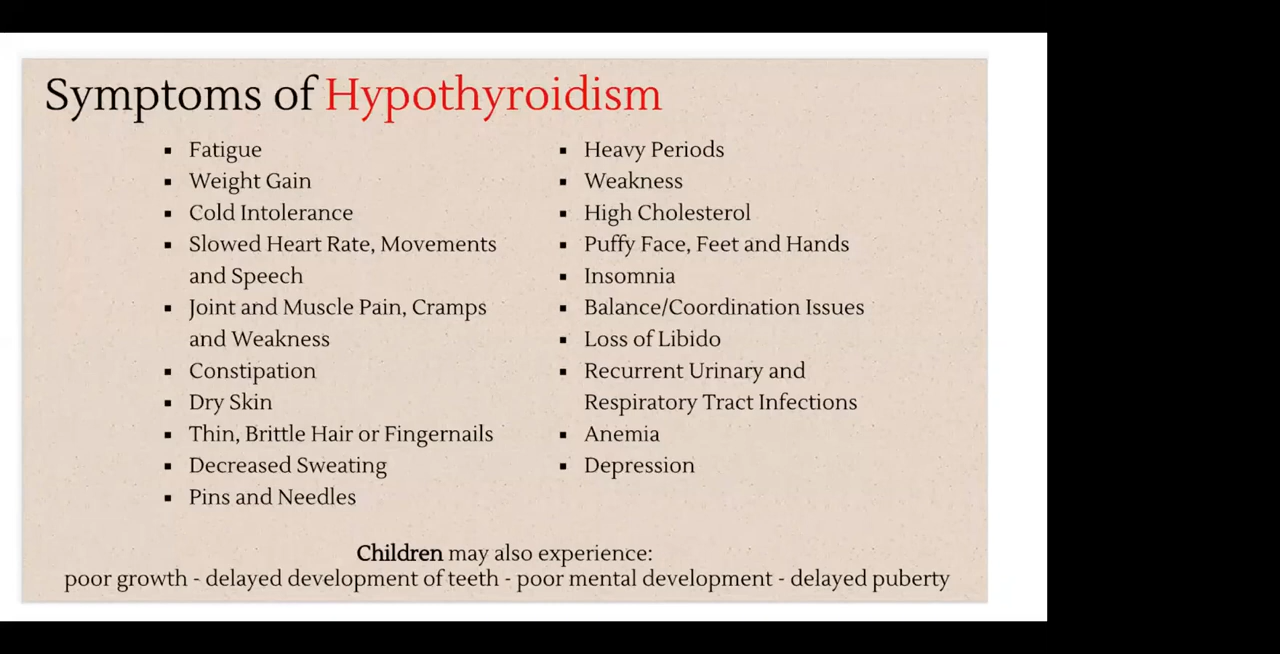 Symptoms of Hypothyroidism
▪ Fatigue
▪ Weight Gain
▪ Cold Intolerance
▪ Slowed Heart Rate, Movements
and Speech
▪ Joint and Muscle Pain, Cramps
and Weakness
▪ Constipation
▪ Dry Skin
▪ Thin, Brittle Hair or Fingernails
▪ Decreased Sweating
▪ Pins and Needles
▪ Heavy Periods
▪ Weakness
▪ High Cholesterol
▪ Puffy Face, Feet and Hands
▪ Insomnia
▪ Balance/Coordination Issues
▪ Loss of Libido
▪ Recurrent Urinary and
Respiratory Tract Infections
▪ Anemia
▪ Depression
Children may also experience:
poor growth - delayed development of teeth - poor mental development - delayed puberty